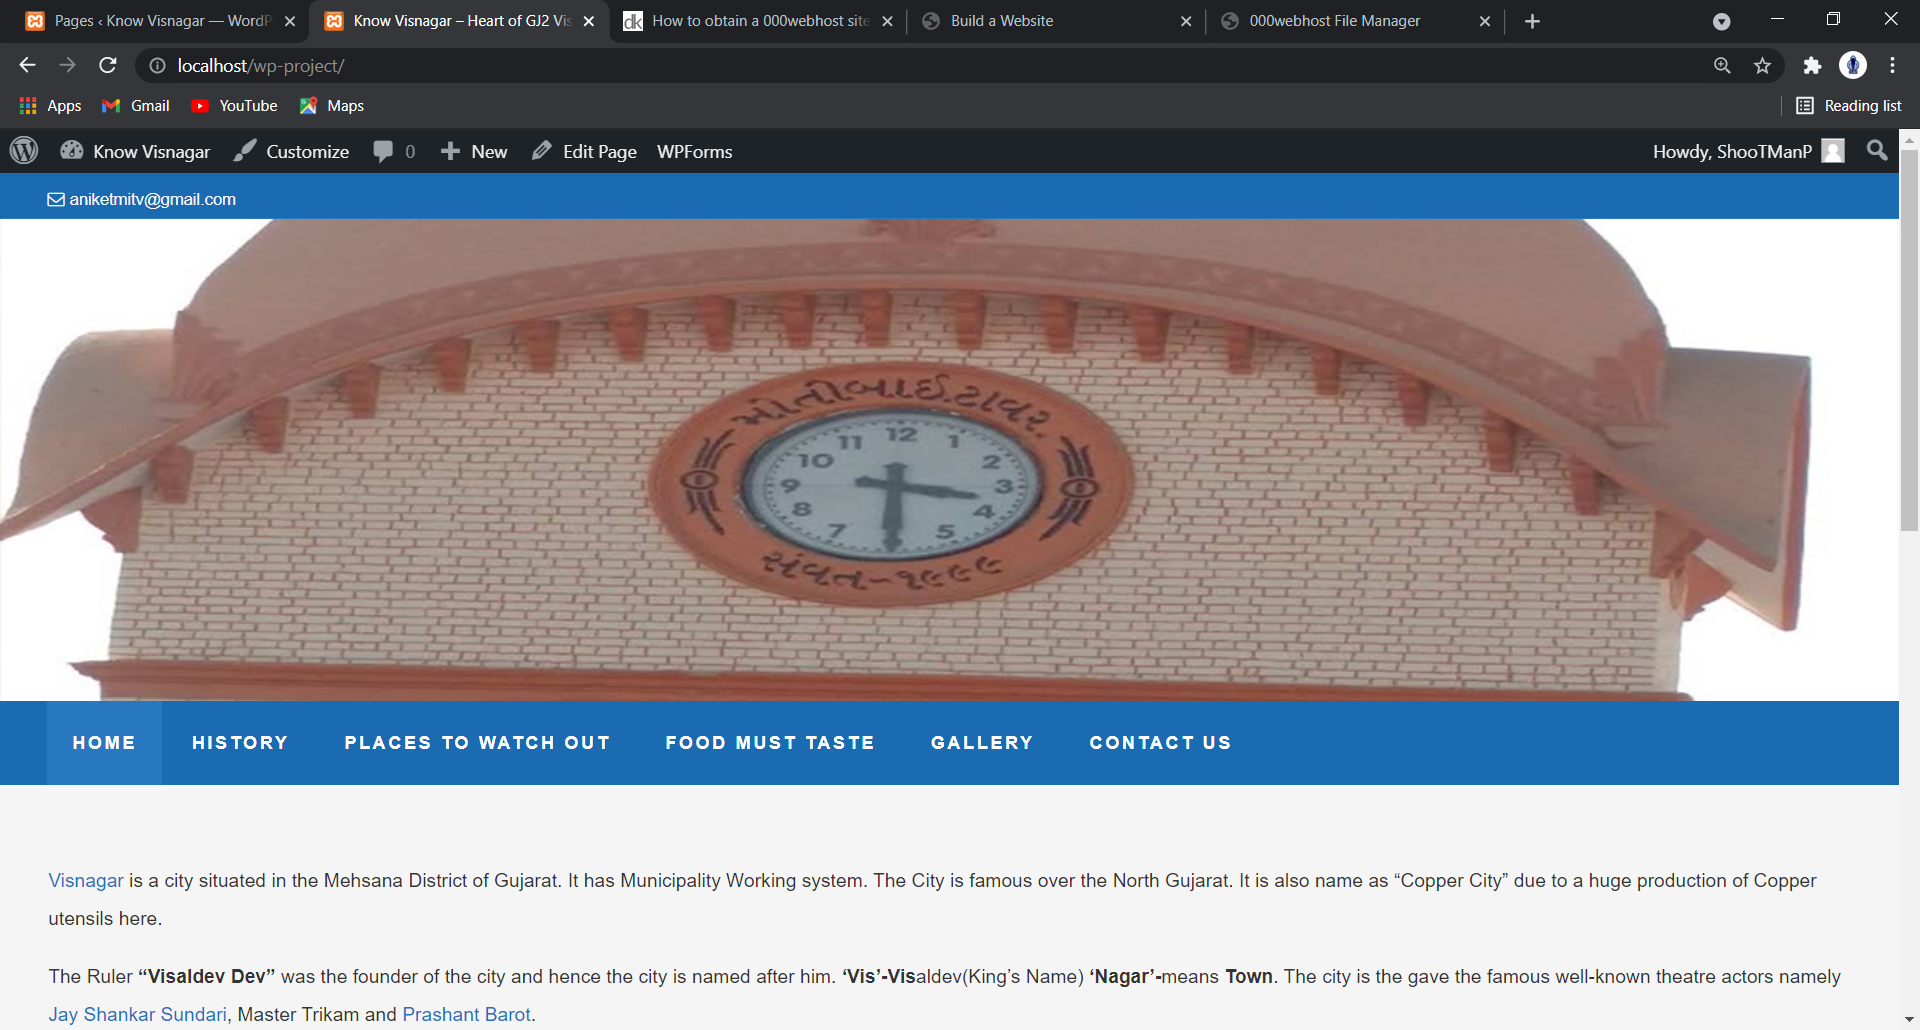 Pages ‹ Know Visnagar — WordP
Know Visnagar – Heart of GJ2 Vis
dk How to obtain a 000webhost site
Build a Website
000webhost File Manager
localhost/wp-project/
Apps Gmail YouTube Maps Reading list
Know Visnagar Customize 0 New Edit Page WPForms Howdy, ShooTManP
aniketmitv@gmail.com
મોતીબાઈ ટાવર.
12
11 1
10 2
9 3
8 4
7 5
સંવત-૧૯૯૯
HOME HISTORY PLACES TO WATCH OUT FOOD MUST TASTE GALLERY CONTACT US
Visnagar is a city situated in the Mehsana District of Gujarat. It has Municipality Working system. The City is famous over the North Gujarat. It is also name as “Copper City” due to a huge production of Copper
utensils here.
The Ruler “Visaldev Dev” was the founder of the city and hence the city is named after him. ‘Vis’-Visaldev(King’s Name) ‘Nagar’-means Town. The city is the gave the famous well-known theatre actors namely
Jay Shankar Sundari, Master Trikam and Prashant Barot.